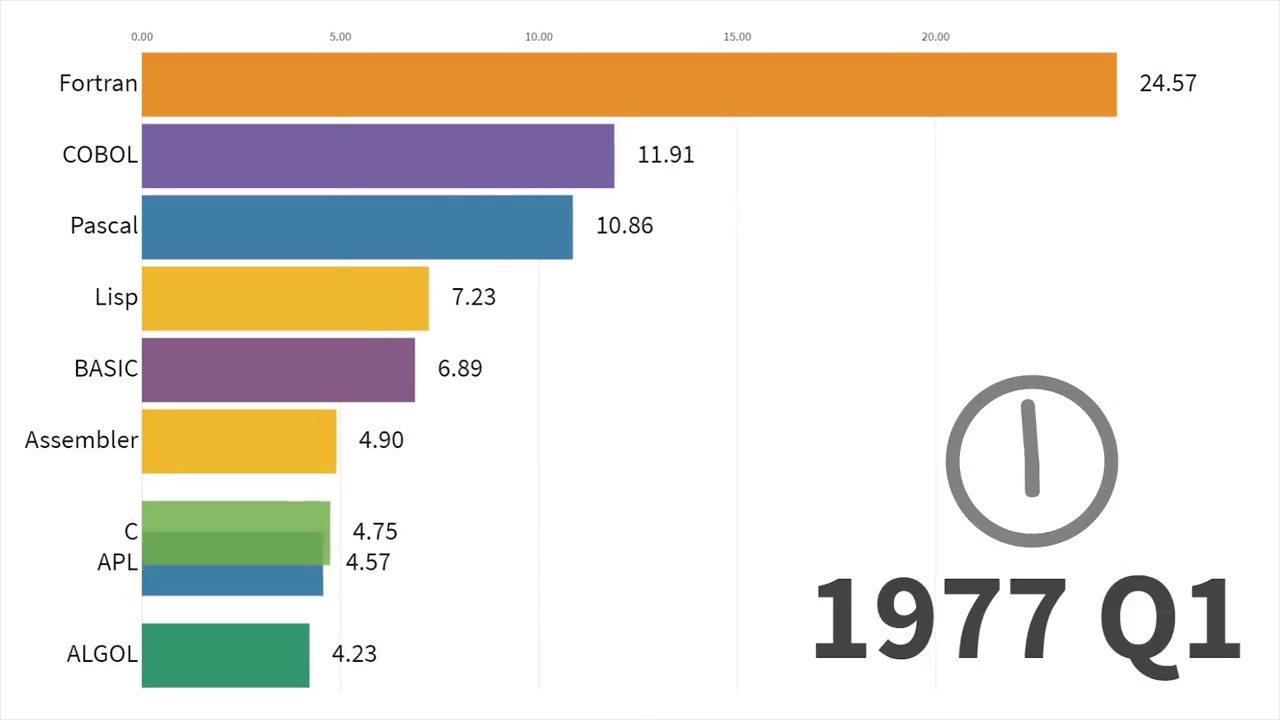 0.00 5.00 10.00 15.00 20.00
Fortran 24.57
COBOL 11.91
Pascal 10.86
Lisp 7.23
BASIC 6.89
Assembler 4.90
C 4.75
APL 4.57
ALGOL 4.23
1977 Q1